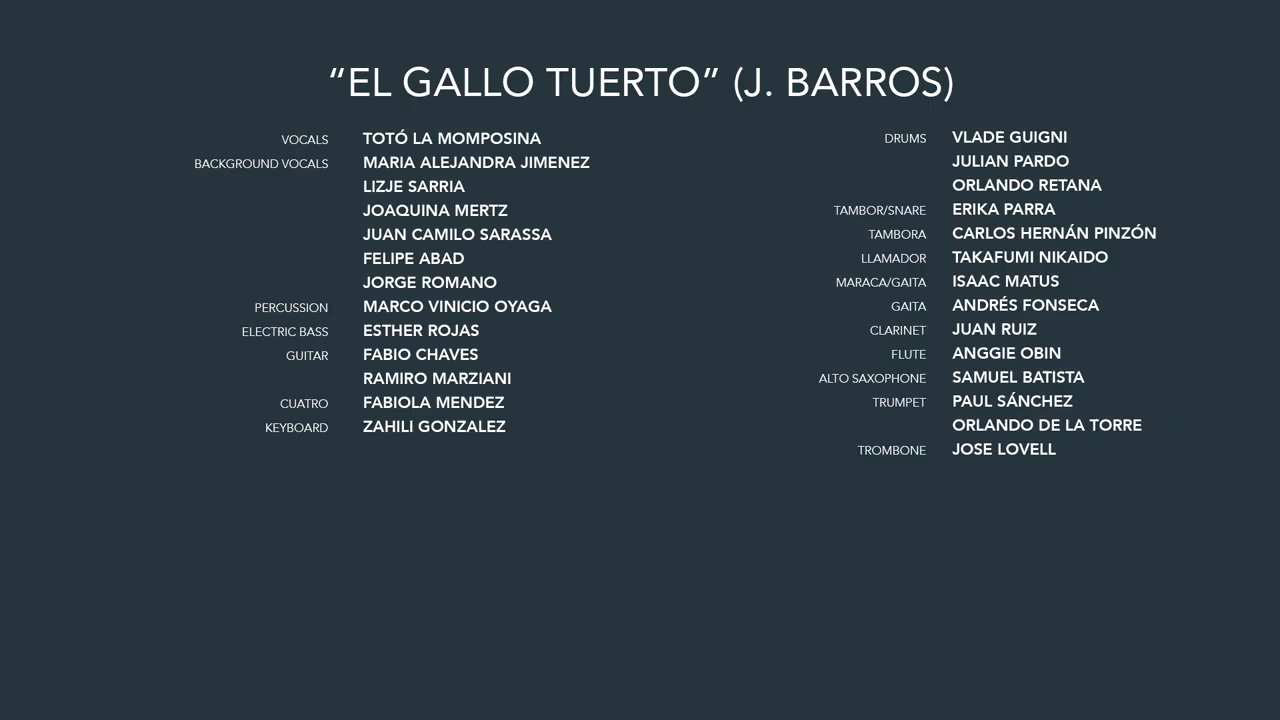 “EL GALLO TUERTO” (J. BARROS)
VOCALS TOTÓ LA MOMPOSINA
BACKGROUND VOCALS MARIA ALEJANDRA JIMENEZ
LIZJE SARRIA
JOAQUINA MERTZ
JUAN CAMILO SARASSA
FELIPE ABAD
JORGE ROMANO
PERCUSSION MARCO VINICIO OYAGA
ELECTRIC BASS ESTHER ROJAS
GUITAR FABIO CHAVES
RAMIRO MARZIANI
CUATRO FABIOLA MENDEZ
KEYBOARD ZAHILI GONZALEZ
DRUMS VLADE GUIGNI
JULIAN PARDO
ORLANDO RETANA
TAMBOR/SNARE ERIKA PARRA
TAMBORA CARLOS HERNÁN PINZÓN
LLAMADOR TAKAFUMI NIKAIDO
MARACA/GAITA ISAAC MATUS
GAITA ANDRÉS FONSECA
CLARINET JUAN RUIZ
FLUTE ANGGIE OBIN
ALTO SAXOPHONE SAMUEL BATISTA
TRUMPET PAUL SÁNCHEZ
ORLANDO DE LA TORRE
TROMBONE JOSE LOVELL